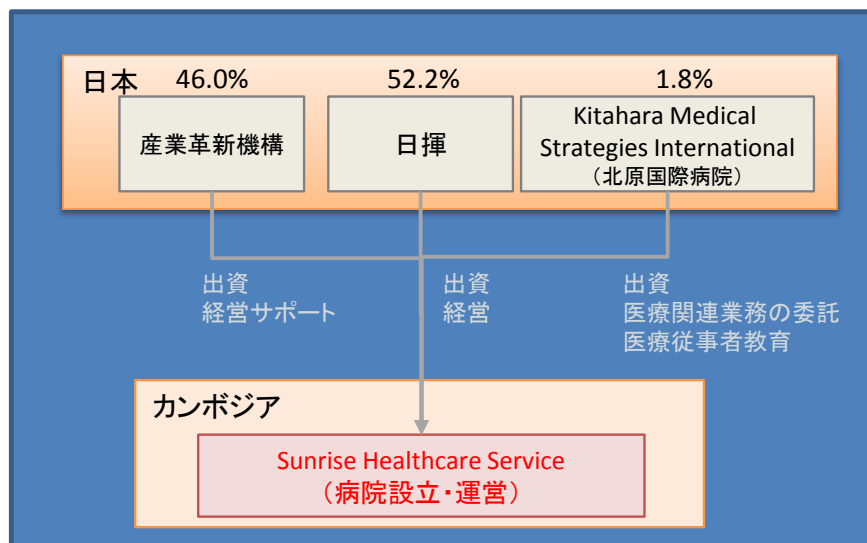 日本
46.0%
52.2%
1.8%
産業革新機構
日揮
Kitahara Medical
Strategies International
（北原国際病院）
出資
経営サポート
出資
経営
出資
医療関連業務の委託
医療従事者教育
カンボジア
Sunrise Healthcare Service
（病院設立・運営）